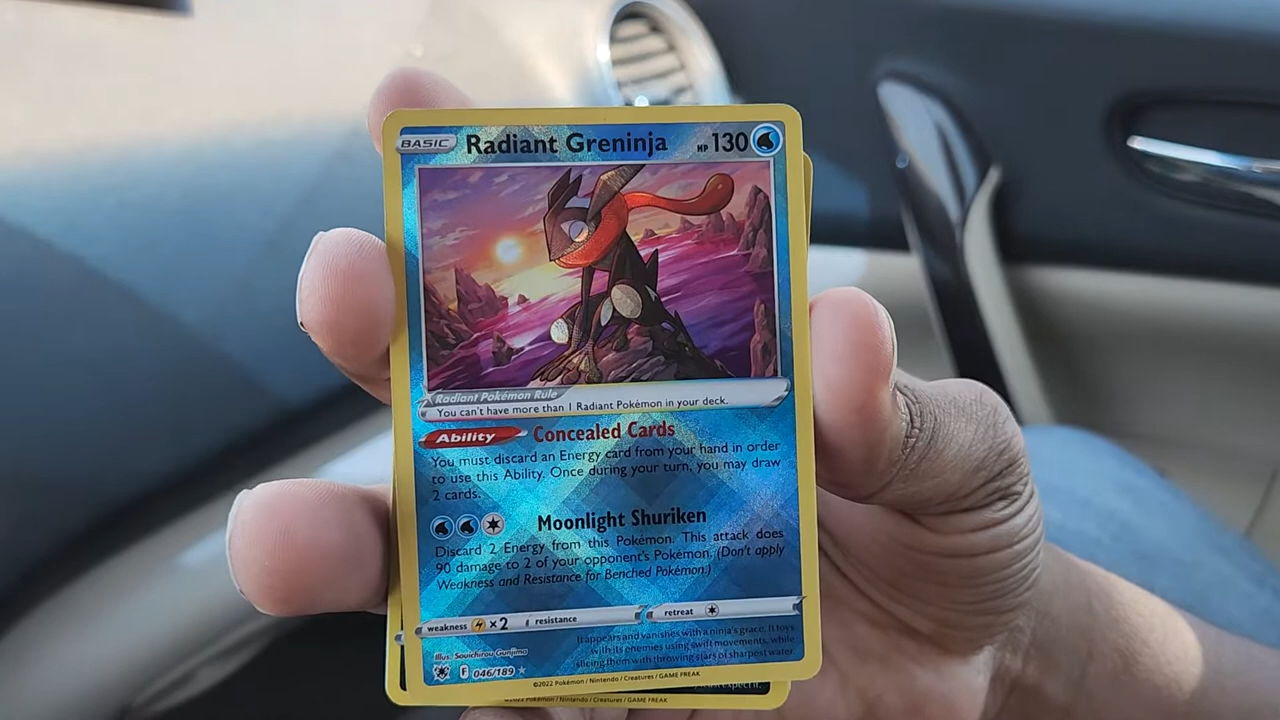 BASIC Radiant Greninja HP 130
Radiant Pokémon Rule
You can't have more than 1 Radiant Pokémon in your deck.
Ability Concealed Cards
You must discard an Energy card from your hand in order
to use this Ability. Once during your turn, you may draw
2 cards.
Moonlight Shuriken
Discard 2 Energy from this Pokémon. This attack does
90 damage to 2 of your opponent's Pokémon. (Don't apply
Weakness and Resistance for Benched Pokémon.)
weakness ×2 resistance retreat
It appears and vanishes with a ninja's grace. It toys
with its enemies using swift movements, while
slicing them with throwing stars of sharpest water.
Illus. Souichirou Gunjima
F 046/189
©2022 Pokémon / Nintendo / Creatures / GAME FREAK
Pokémon / Nintendo / Creatures / GAME FREAK